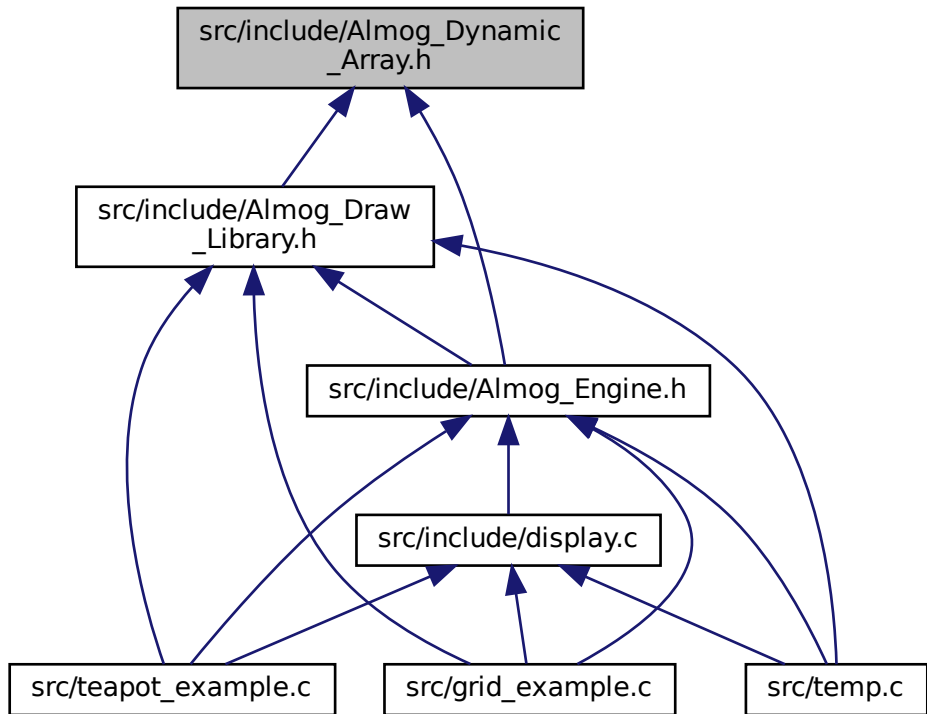 src/include/Almog_Dynamic
_Array.h
src/include/Almog_Draw
_Library.h
src/include/Almog_Engine.h
src/include/display.c
src/teapot_example.c
src/grid_example.c
src/temp.c